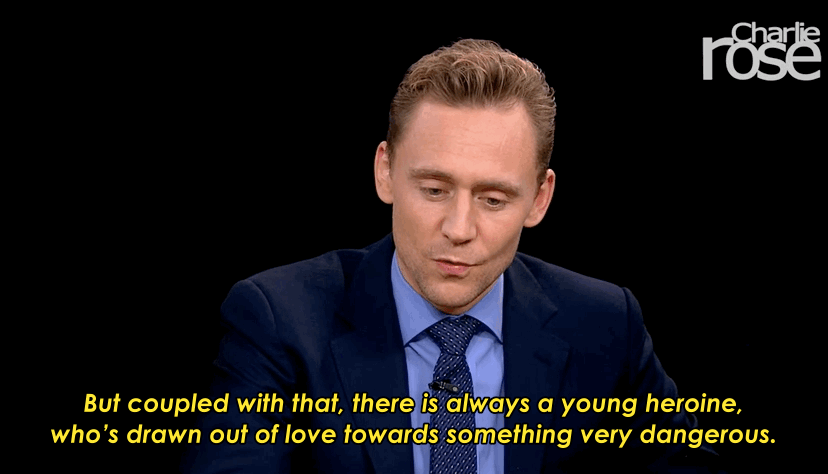 Charlie
rose
But coupled with that, there is always a young heroine,
who's drawn out of love towards something very dangerous.